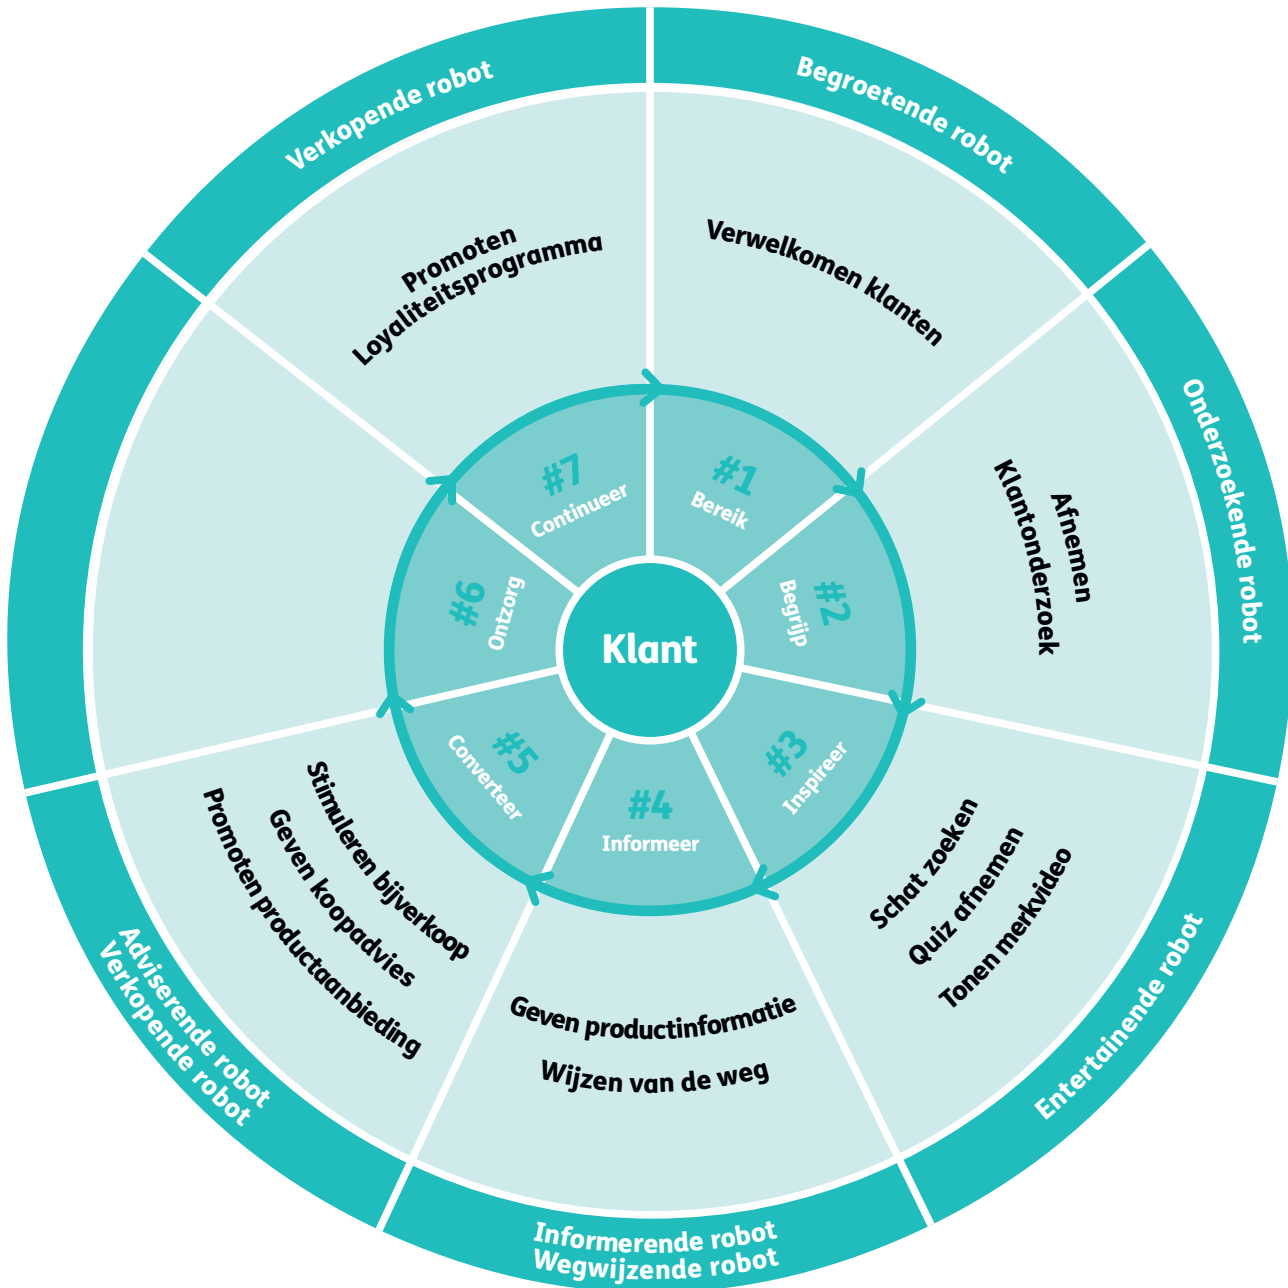 Begroetende robot
Verwelkomen klanten
#1
Bereik
Onderzoekende robot
Afnemen
Klantonderzoek
#2
Begrijp
Entertainende robot
Schat zoeken
Quiz afnemen
Tonen merkvideo
#3
Inspireer
Informerende robot
Wegwijzende robot
Geven productinformatie
Wijzen van de weg
#4
Informeer
Adviserende robot
Verkopende robot
Stimuleren bijverkoop
Geven koopadvies
Promoten productaanbieding
#5
Converteer
#6
Ontzorg
Verkopende robot
Promoten
Loyaliteitsprogramma
#7
Continueer
Klant